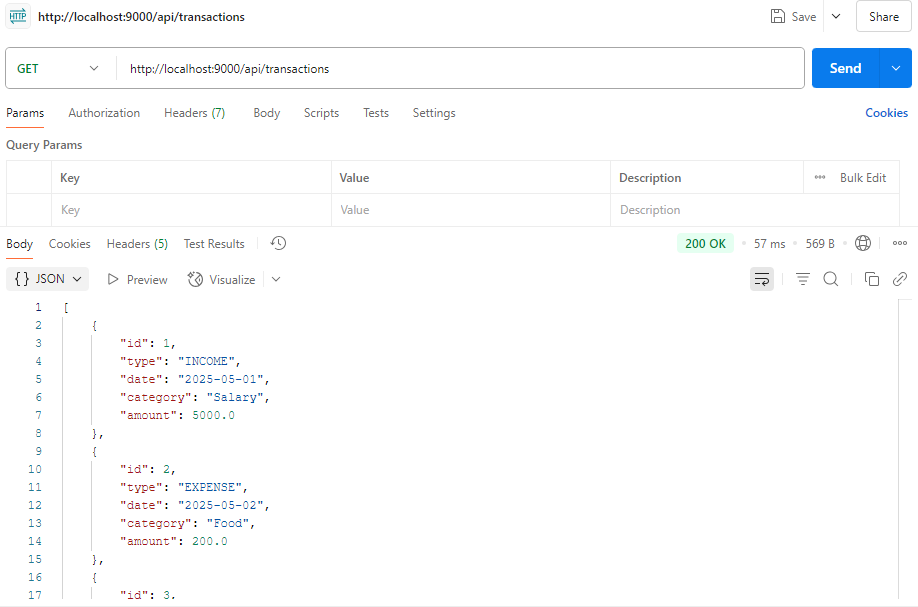 HTTP http://localhost:9000/api/transactions Save Share
GET http://localhost:9000/api/transactions Send
Params Authorization Headers (7) Body Scripts Tests Settings Cookies
Query Params
Key Value Description Bulk Edit
Key Value Description
Body Cookies Headers (5) Test Results 200 OK 57 ms 569 B
{} JSON Preview Visualize
1 [
2 {
3 "id": 1,
4 "type": "INCOME",
5 "date": "2025-05-01",
6 "category": "Salary",
7 "amount": 5000.0
8 },
9 {
10 "id": 2,
11 "type": "EXPENSE",
12 "date": "2025-05-02",
13 "category": "Food",
14 "amount": 200.0
15 },
16 {
17 "id": 3,